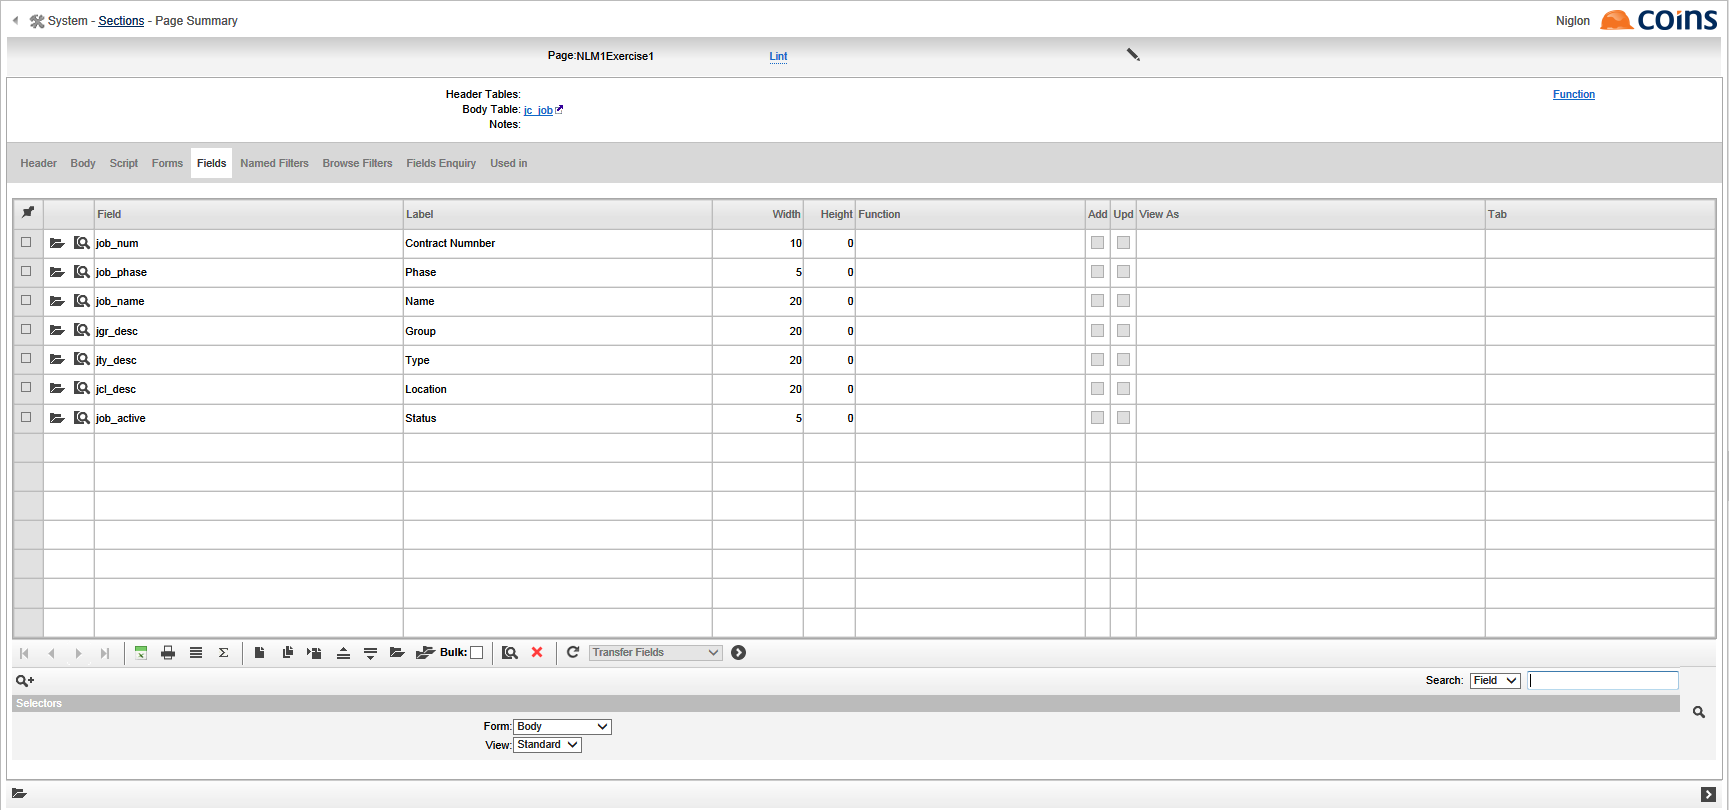 System - Sections - Page Summary
Niglon
coins
Page:NLM1Exercise1
Lint
Header Tables:
Function
Body Table: jc_job
Notes:
Header Body Script Forms Fields Named Filters Browse Filters Fields Enquiry Used in
Field Label Width Height Function Add Upd View As Tab
job_num Contract Numnber 10 0
job_phase Phase 5 0
job_name Name 20 0
jgr_desc Group 20 0
jty_desc Type 20 0
jcl_desc Location 20 0
job_active Status 5 0
Σ Bulk: Transfer Fields
Search: Field
Selectors
Form: Body
View: Standard